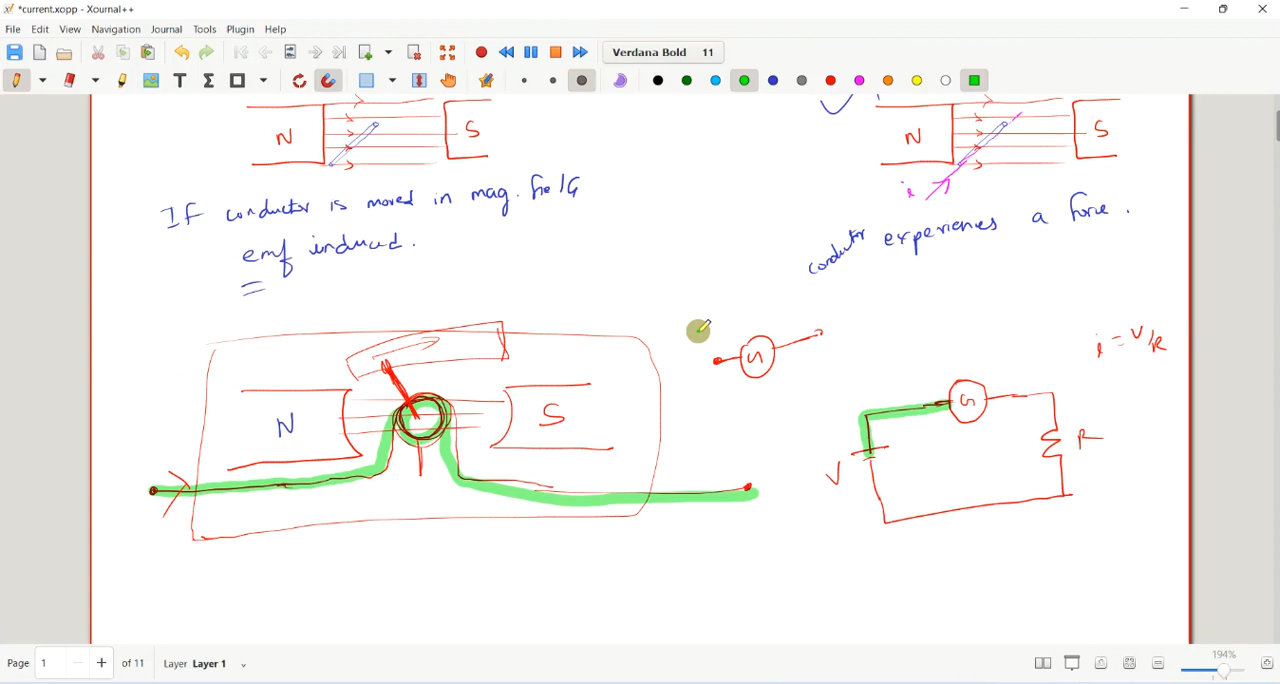 *current.xopp - Xournal++
File Edit View Navigation Journal Tools Plugin Help
Verdana Bold 11
N S
N S
i
If conductor is moved in mag. field
emf induced.
conductor experiences a force.
N S
G
i = V/R
G
V
R
Page 1 of 11 Layer Layer 1
194%